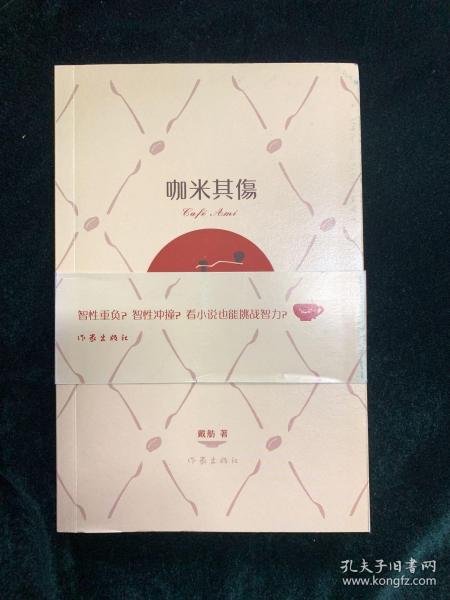 咖米其傷
Café Ami
智性重负？智性冲撞？看小说也能挑战智力？
作家出版社
戴舫 著
作家出版社
孔夫子旧书网
www.kongfz.com